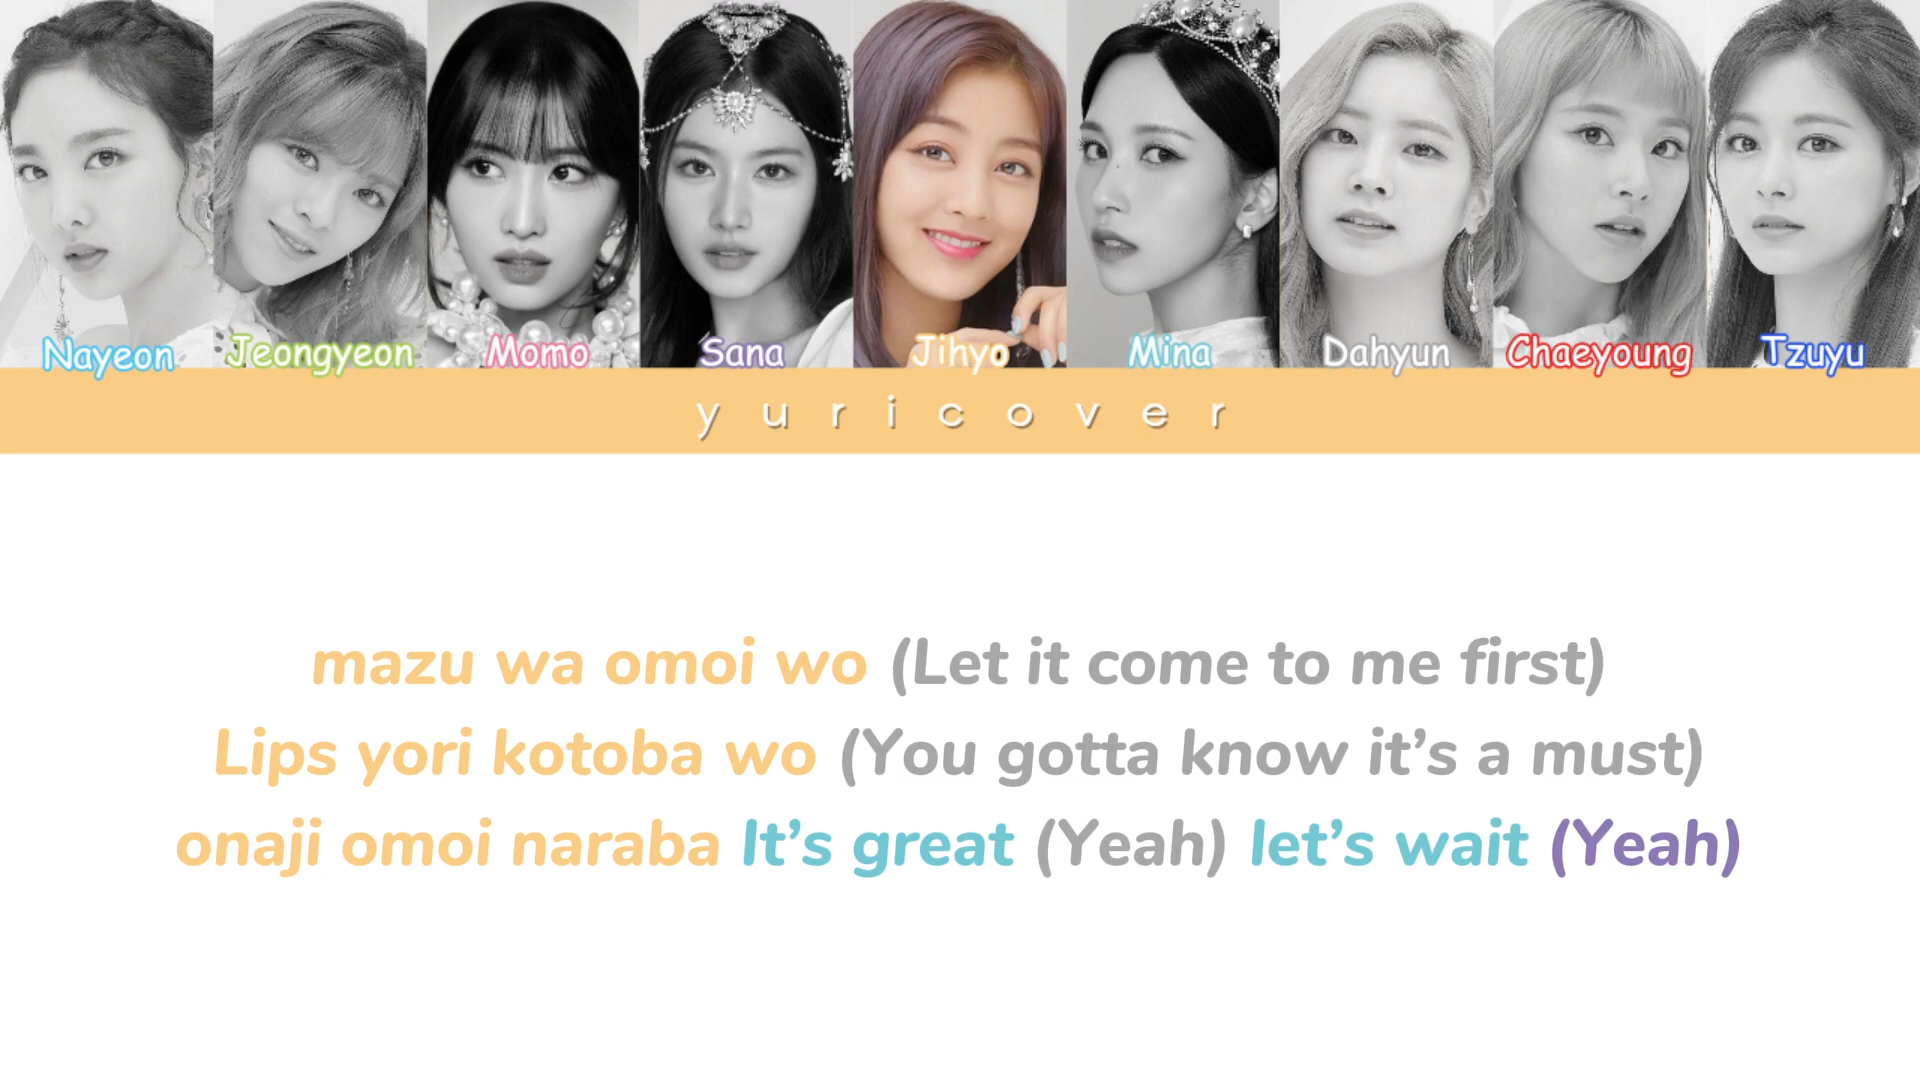 Nayeon Jeongyeon Momo Sana Jihyo Mina Dahyun Chaeyoung Tzuyu
yuricover
mazu wa omoi wo (Let it come to me first)
Lips yori kotoba wo (You gotta know it’s a must)
onaji omoi naraba It’s great (Yeah) let’s wait (Yeah)